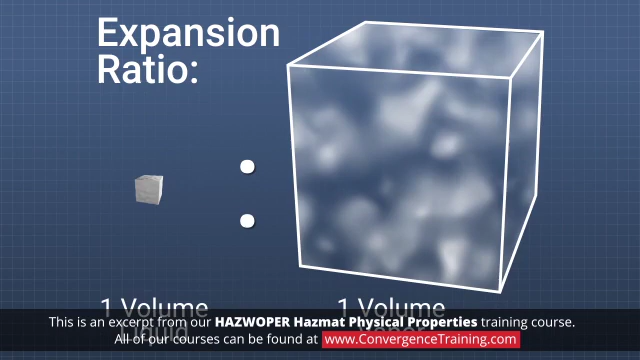 Expansion
Ratio:
1 Volume
1 Volume
Liquid
This is an excerpt from our HAZWOPER Hazmat Physical Properties training course.
All of our courses can be found at www.ConvergenceTraining.com